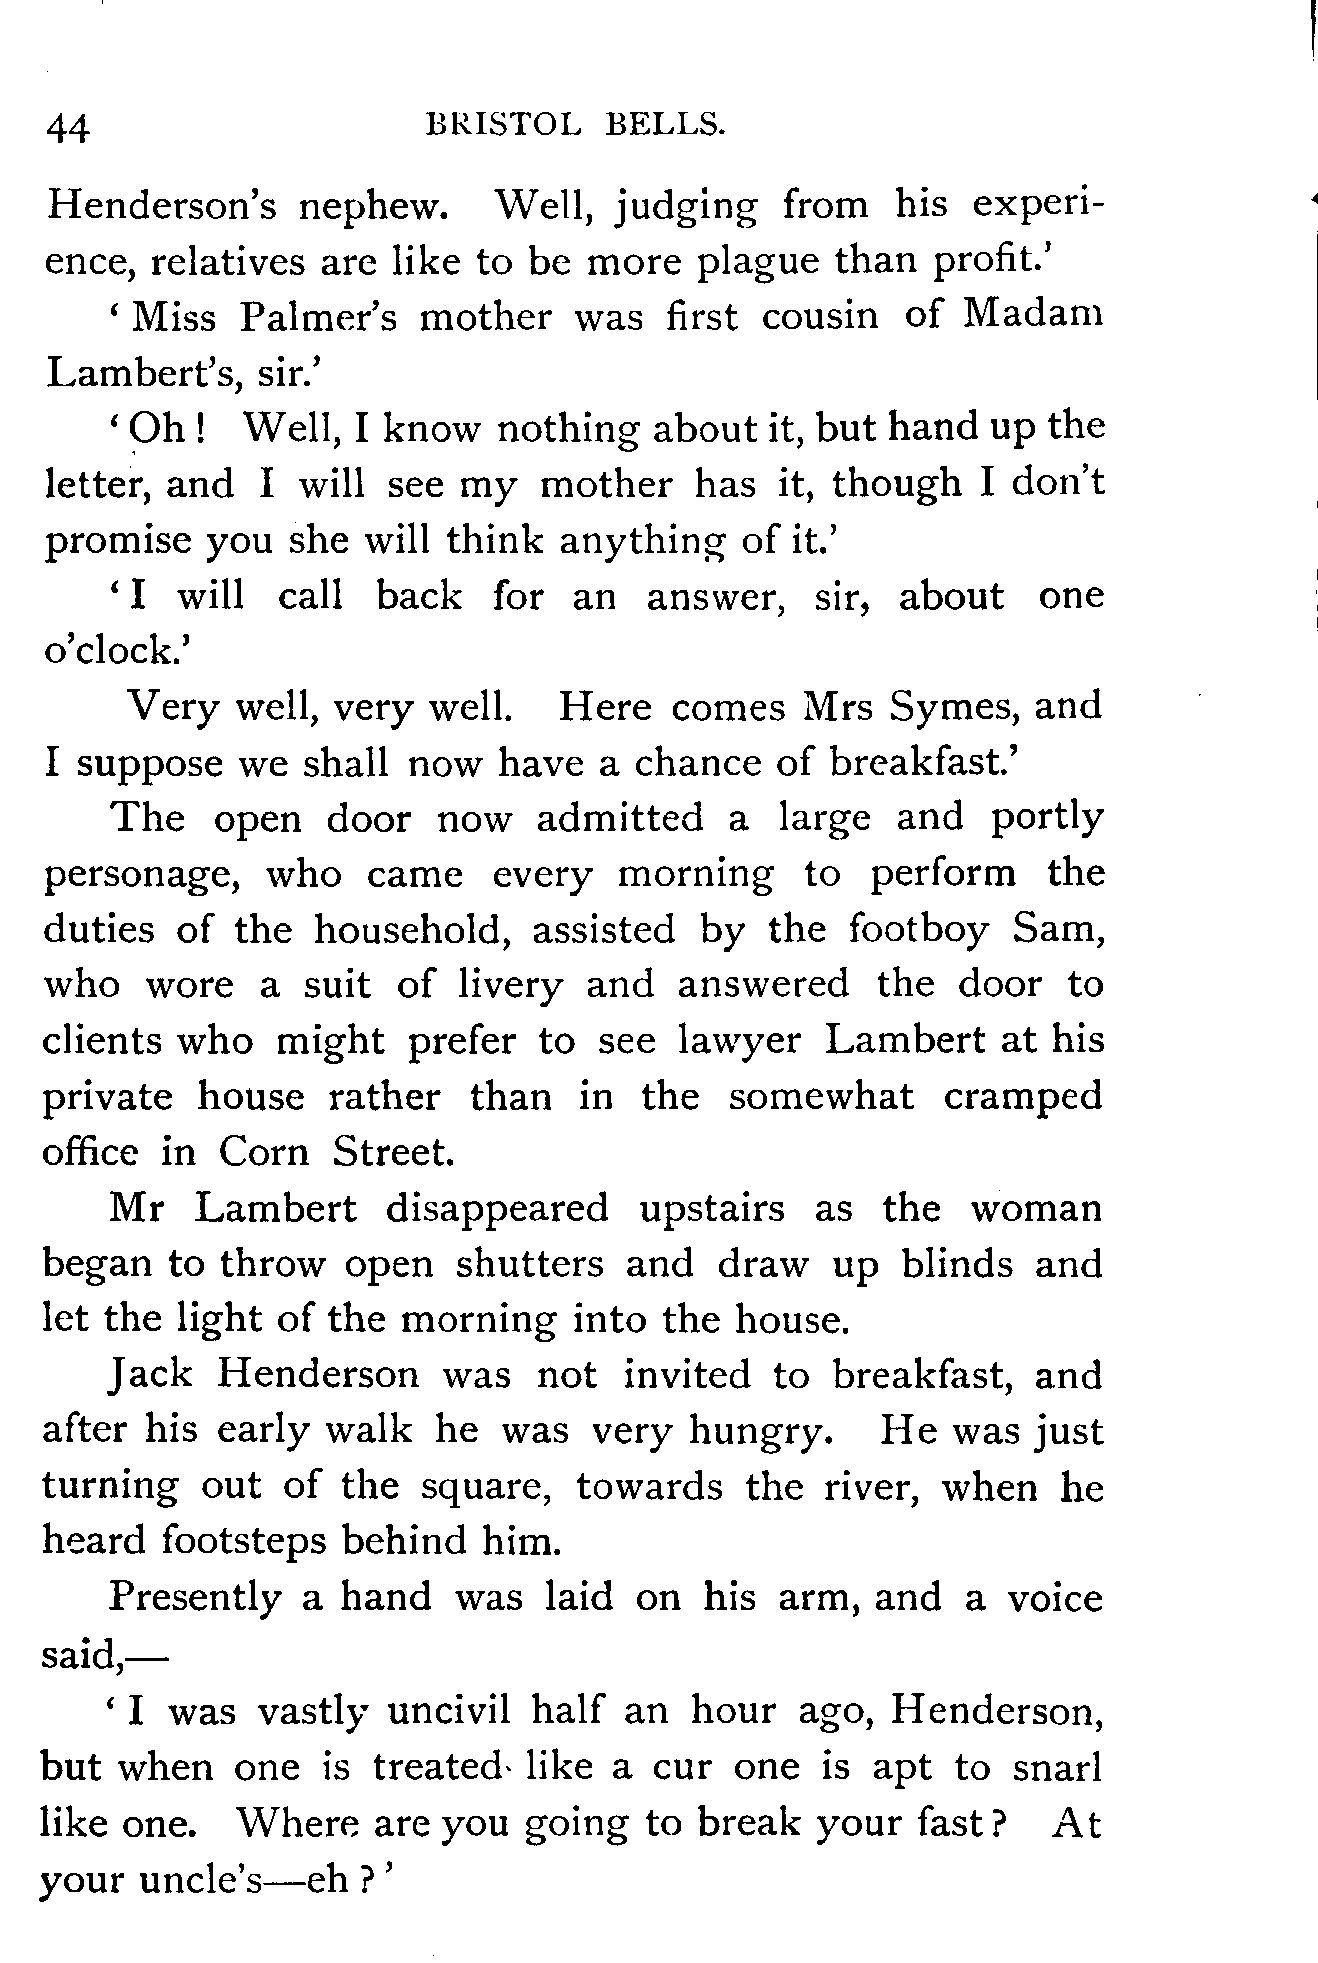 44 BRISTOL BELLS.
Henderson's nephew. Well, judging from his experi-
ence, relatives are like to be more plague than profit.'
' Miss Palmer's mother was first cousin of Madam
Lambert's, sir.'
' Oh ! Well, I know nothing about it, but hand up the
letter, and I will see my mother has it, though I don't
promise you she will think anything of it.'
' I will call back for an answer, sir, about one
o'clock.'
Very well, very well. Here comes Mrs Symes, and
I suppose we shall now have a chance of breakfast.'
The open door now admitted a large and portly
personage, who came every morning to perform the
duties of the household, assisted by the footboy Sam,
who wore a suit of livery and answered the door to
clients who might prefer to see lawyer Lambert at his
private house rather than in the somewhat cramped
office in Corn Street.
Mr Lambert disappeared upstairs as the woman
began to throw open shutters and draw up blinds and
let the light of the morning into the house.
Jack Henderson was not invited to breakfast, and
after his early walk he was very hungry. He was just
turning out of the square, towards the river, when he
heard footsteps behind him.
Presently a hand was laid on his arm, and a voice
said,—
' I was vastly uncivil half an hour ago, Henderson,
but when one is treated like a cur one is apt to snarl
like one. Where are you going to break your fast ? At
your uncle's—eh ? '